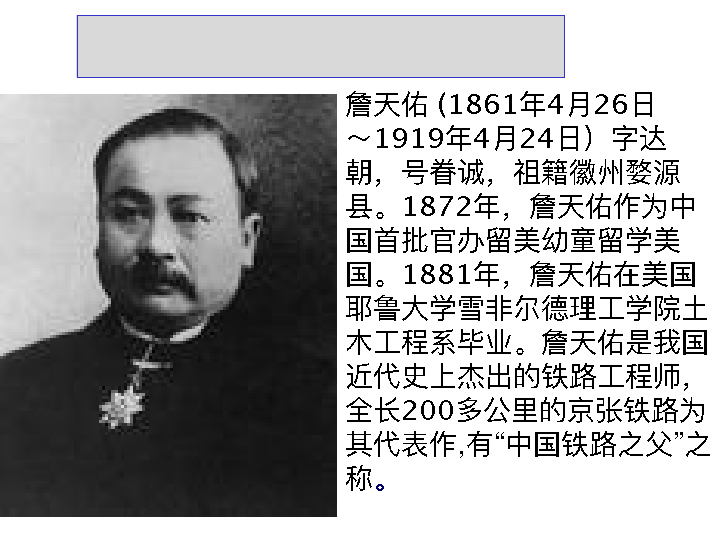 詹天佑 (1861年4月26日
～1919年4月24日）字达
朝，号眷诚，祖籍徽州婺源
县。1872年，詹天佑作为中
国首批官办留美幼童留学美
国。1881年，詹天佑在美国
耶鲁大学雪非尔德理工学院土
木工程系毕业。詹天佑是我国
近代史上杰出的铁路工程师，
全长200多公里的京张铁路为
其代表作,有“中国铁路之父”之
称。